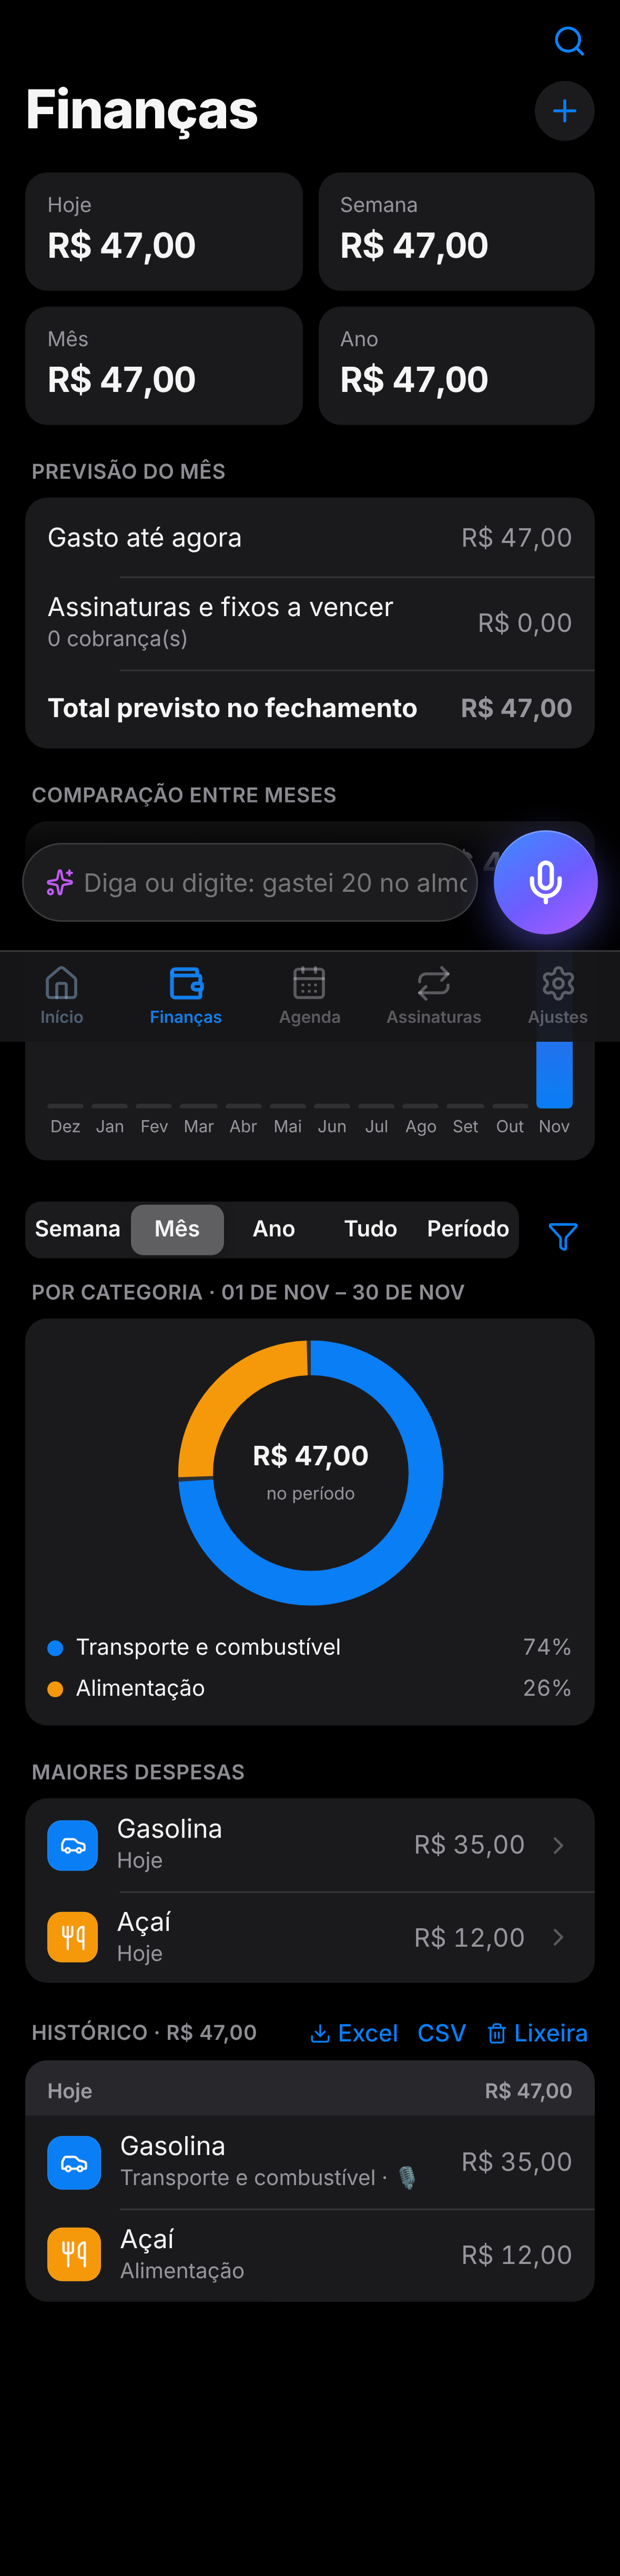 Finanças
Hoje
R$ 47,00
Semana
R$ 47,00
Mês
R$ 47,00
Ano
R$ 47,00
PREVISÃO DO MÊS
Gasto até agora
R$ 47,00
Assinaturas e fixos a vencer
0 cobrança(s)
R$ 0,00
Total previsto no fechamento
R$ 47,00
COMPARAÇÃO ENTRE MESES
Diga ou digite: gastei 20 no
Início
Finanças
Agenda
Assinaturas
Ajustes
Dez Jan Fev Mar Abr Mai Jun Jul Ago Set Out Nov
Semana Mês Ano Tudo Período
POR CATEGORIA · 01 DE NOV – 30 DE NOV
R$ 47,00
no período
Transporte e combustível 74%
Alimentação 26%
MAIORES DESPESAS
Gasolina
Hoje
R$ 35,00
Açaí
Hoje
R$ 12,00
HISTÓRICO · R$ 47,00 Excel CSV Lixeira
Hoje R$ 47,00
Gasolina
Transporte e combustível ·
R$ 35,00
Açaí
Alimentação
R$ 12,00